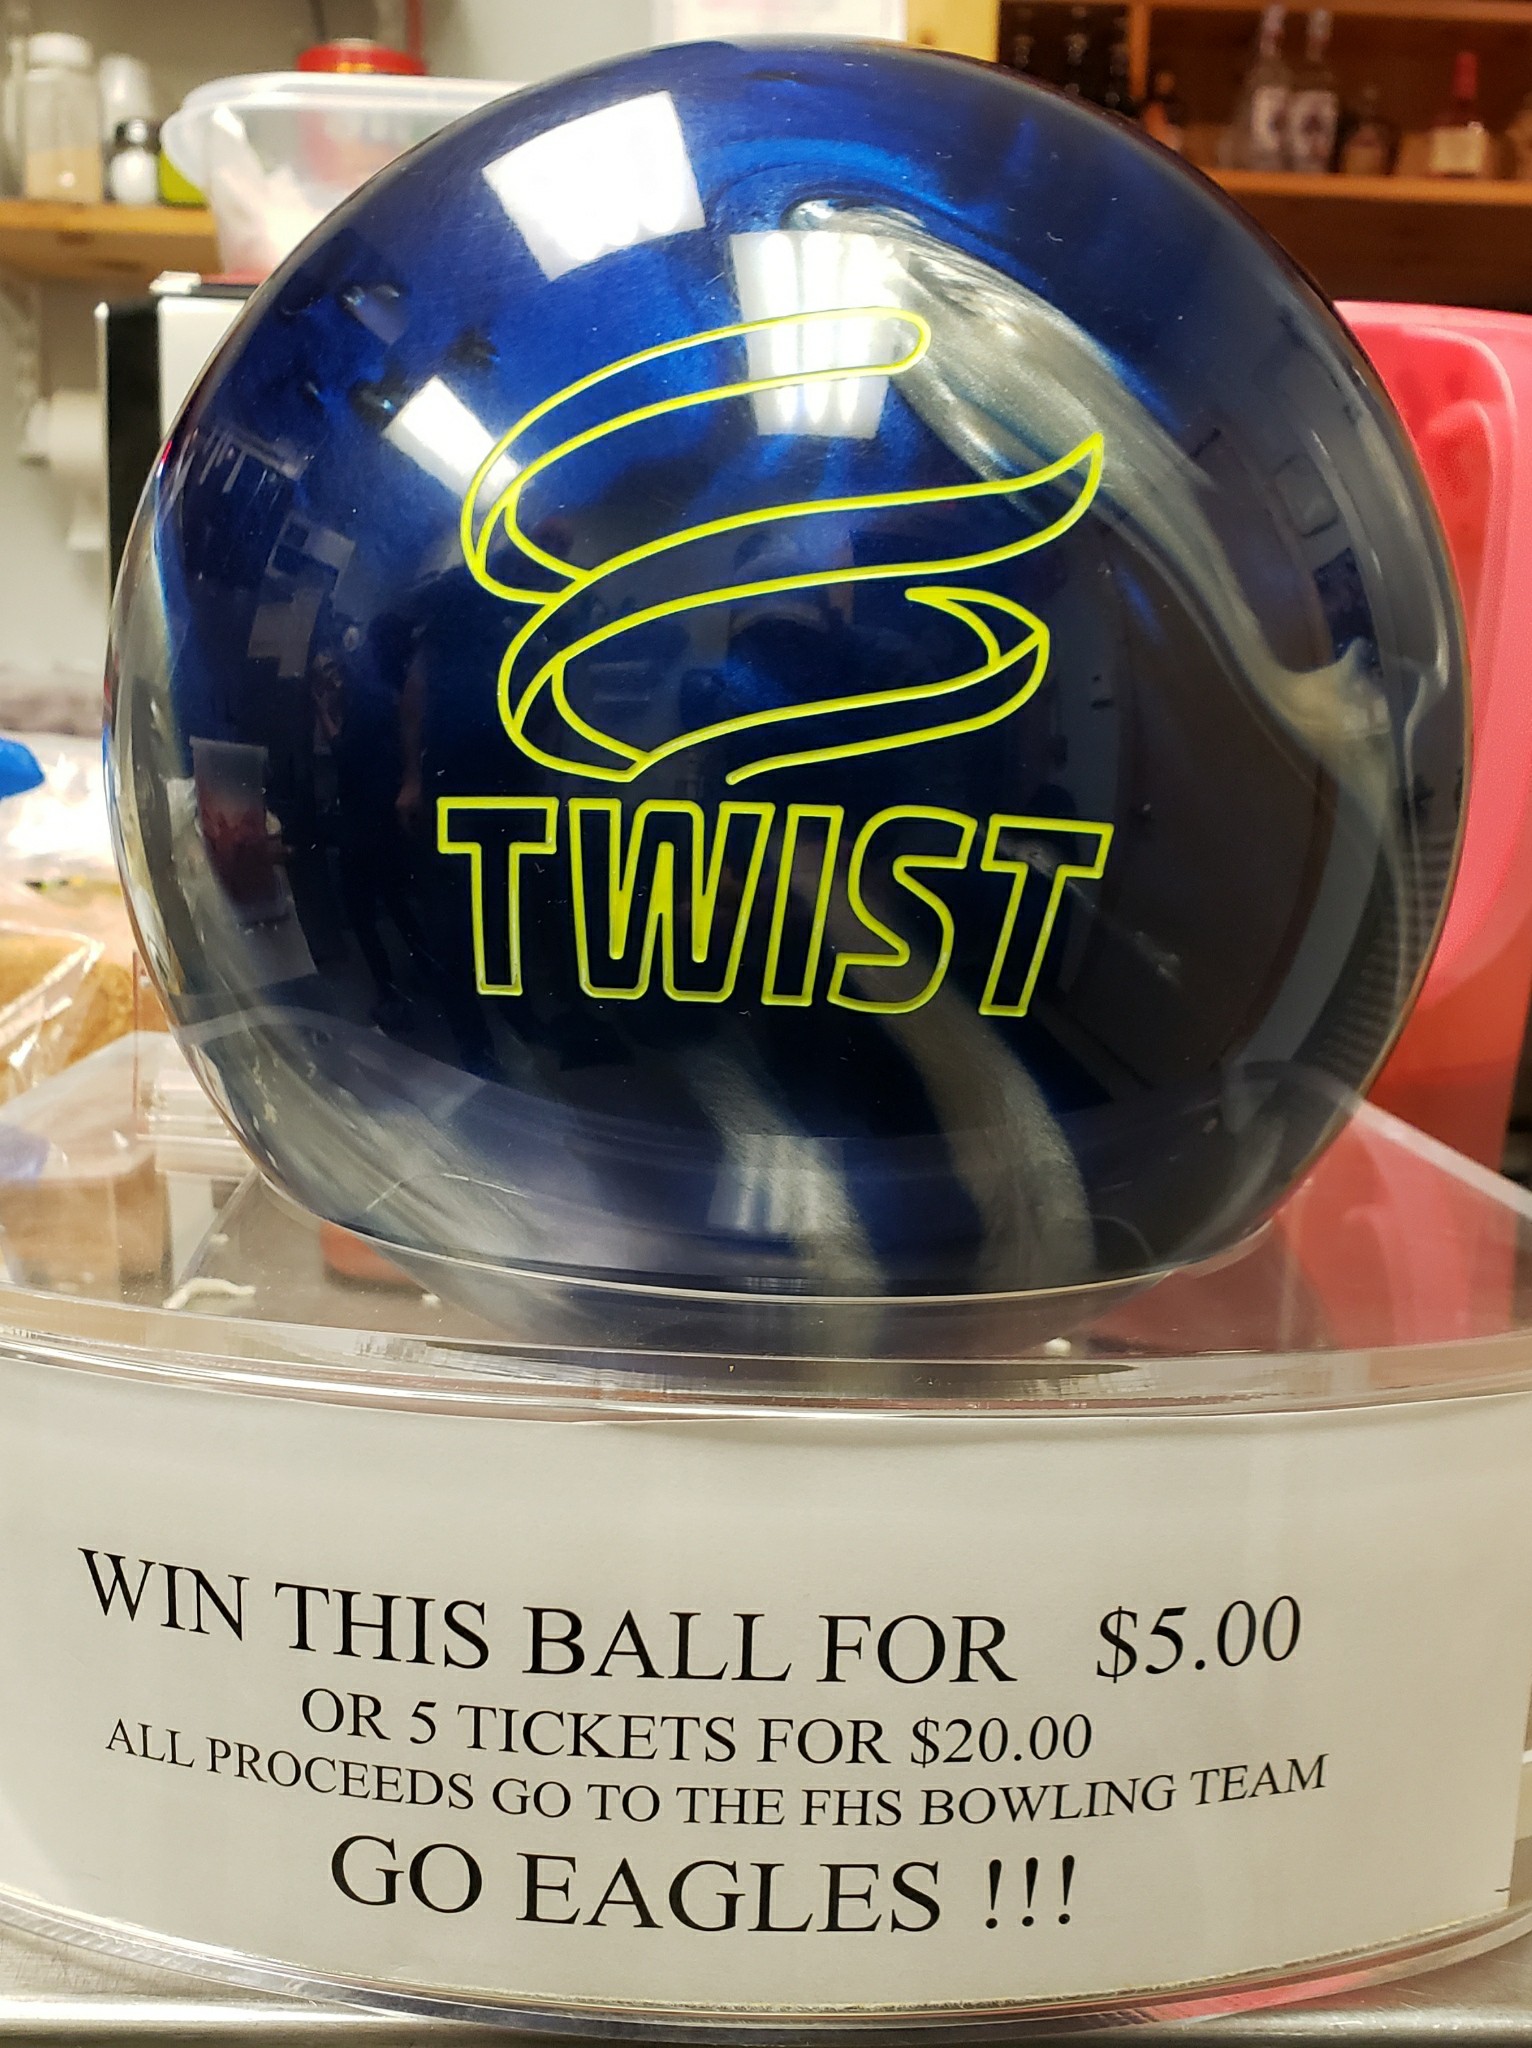 TWIST
WIN THIS BALL FOR $5.00
OR 5 TICKETS FOR $20.00
ALL PROCEEDS GO TO THE FHS BOWLING TEAM
GO EAGLES !!!